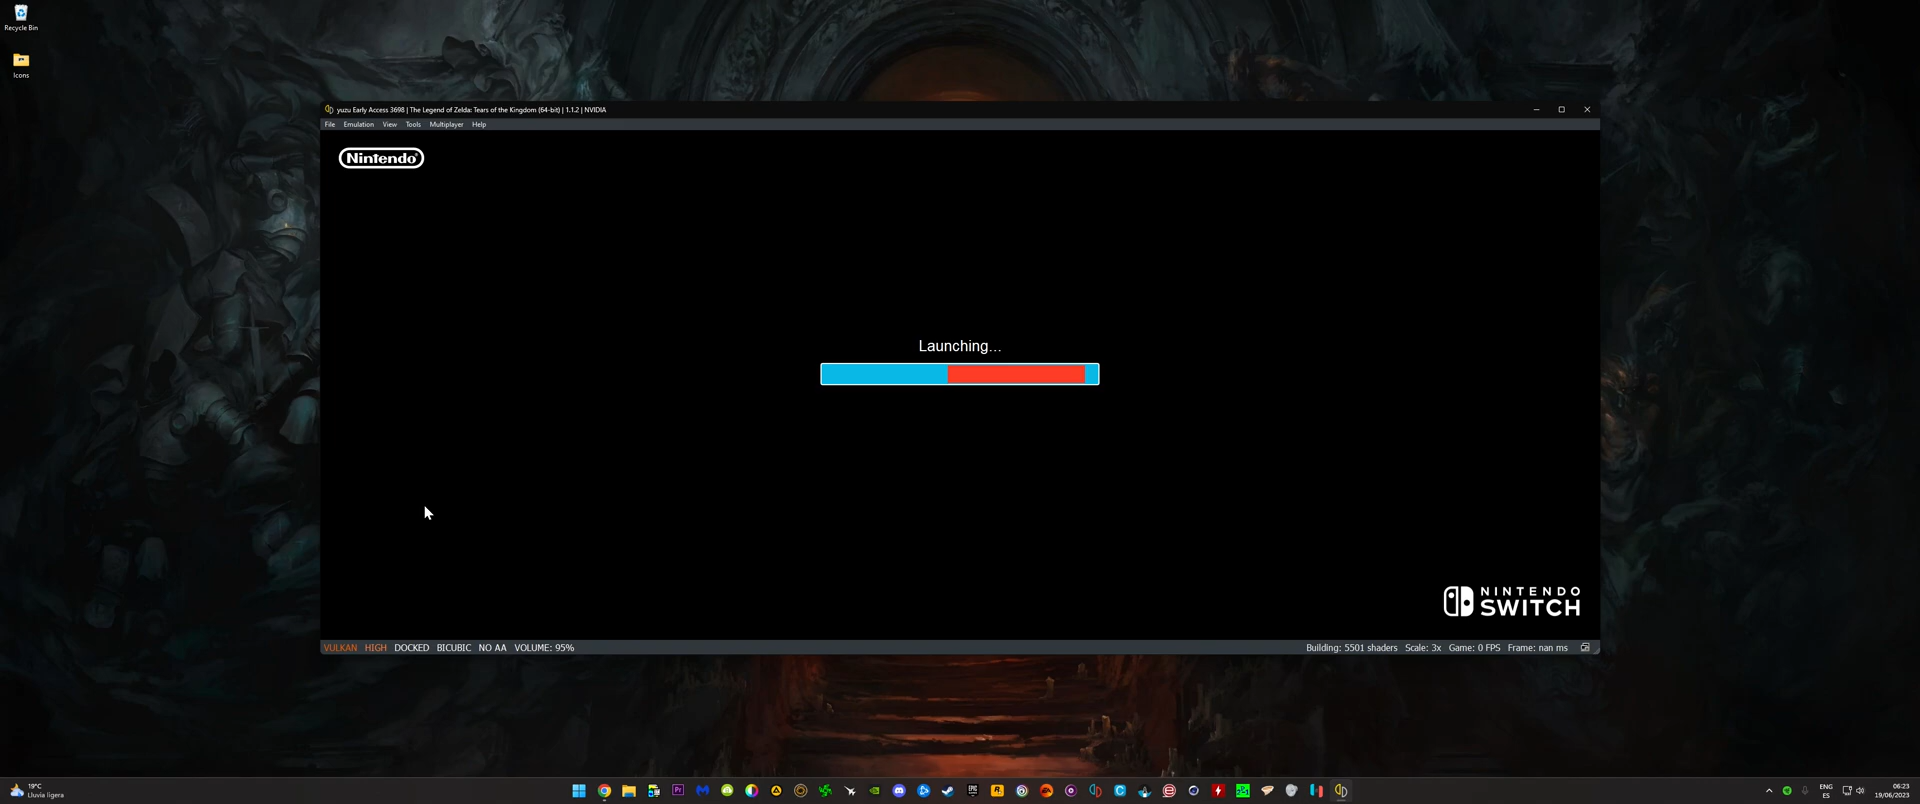 Recycle Bin
Icons
yuzu Early Access 3698 | The Legend of Zelda: Tears of the Kingdom (64-bit) | 1.1.2 | NVIDIA
File Emulation View Tools Multiplayer Help
Nintendo
Launching...
NINTENDO
SWITCH
VULKAN HIGH DOCKED BICUBIC NO AA VOLUME: 95% Building: 5501 shaders Scale: 3x Game: 0 FPS Frame: nan ms
19°C
Lluvia ligera
Pr
EPIC
ENG
ES
06:23
19/06/2023